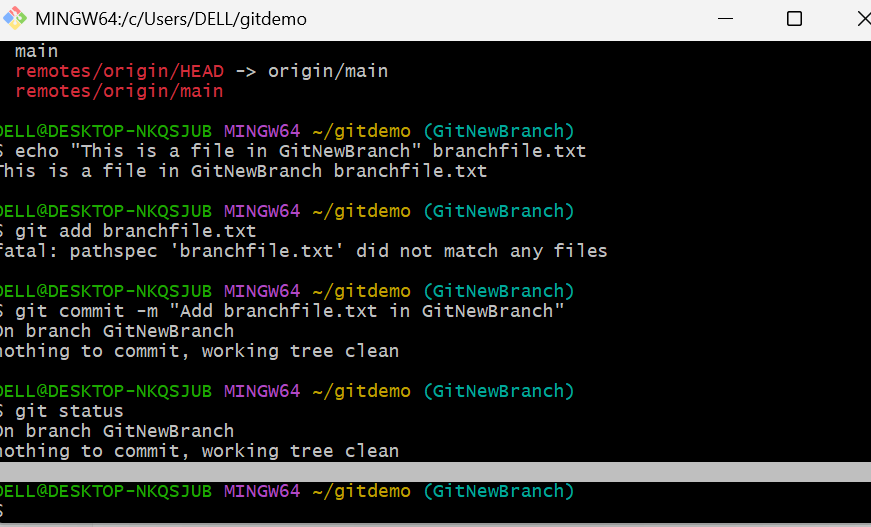 MINGW64:/c/Users/DELL/gitdemo
main
remotes/origin/HEAD -> origin/main
remotes/origin/main
DELL@DESKTOP-NKQSJUB MINGW64 ~/gitdemo (GitNewBranch)
$ echo "This is a file in GitNewBranch" branchfile.txt
This is a file in GitNewBranch branchfile.txt
DELL@DESKTOP-NKQSJUB MINGW64 ~/gitdemo (GitNewBranch)
$ git add branchfile.txt
fatal: pathspec 'branchfile.txt' did not match any files
DELL@DESKTOP-NKQSJUB MINGW64 ~/gitdemo (GitNewBranch)
$ git commit -m "Add branchfile.txt in GitNewBranch"
On branch GitNewBranch
nothing to commit, working tree clean
DELL@DESKTOP-NKQSJUB MINGW64 ~/gitdemo (GitNewBranch)
$ git status
On branch GitNewBranch
nothing to commit, working tree clean
DELL@DESKTOP-NKQSJUB MINGW64 ~/gitdemo (GitNewBranch)
$